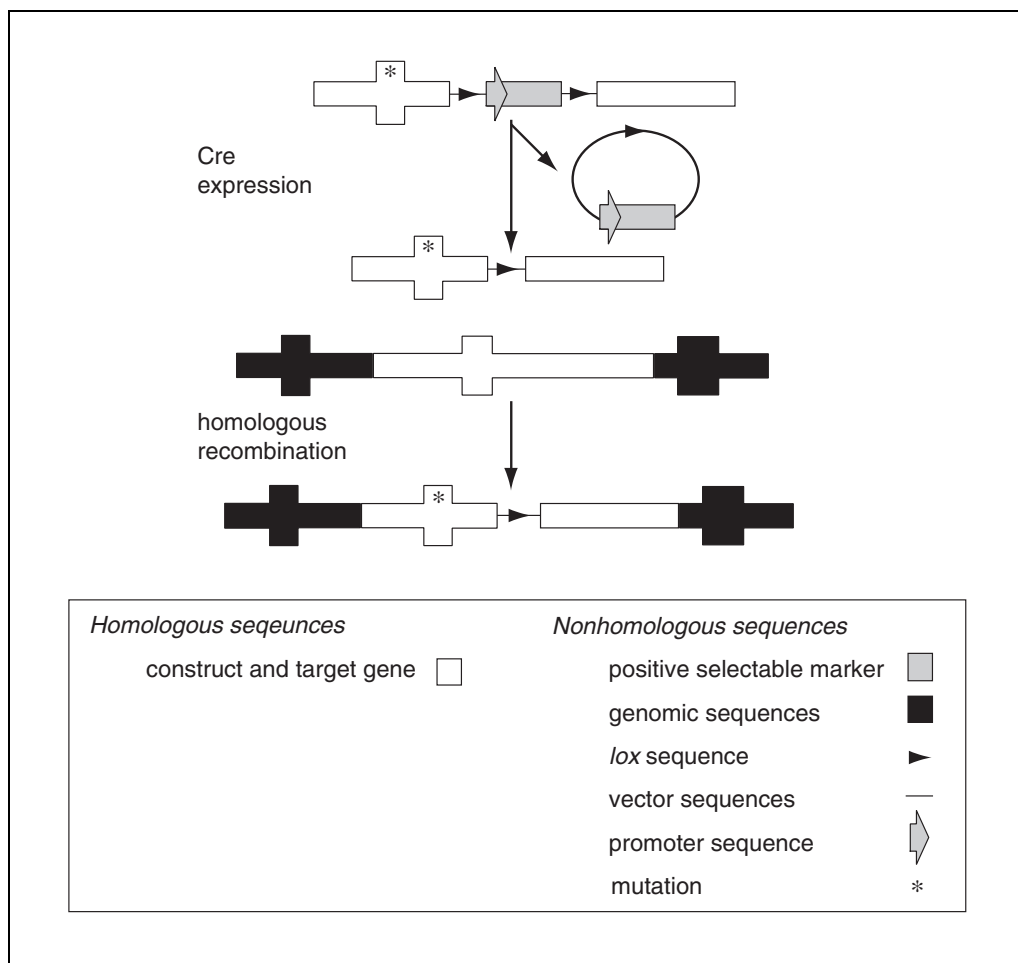 *
Cre
expression
*
homologous
recombination
*
Homologous seqeunces
construct and target gene
Nonhomologous sequences
positive selectable marker
genomic sequences
lox sequence
vector sequences
promoter sequence
mutation *